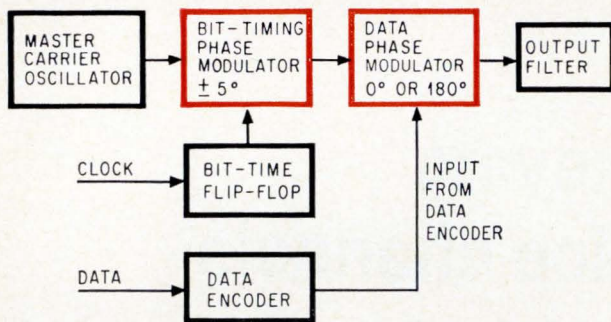 MASTER
CARRIER
OSCILLATOR
BIT-TIMING
PHASE
MODULATOR
± 5°
DATA
PHASE
MODULATOR
0° OR 180°
OUTPUT
FILTER
CLOCK
BIT-TIME
FLIP-FLOP
INPUT
FROM
DATA
ENCODER
DATA
DATA
ENCODER